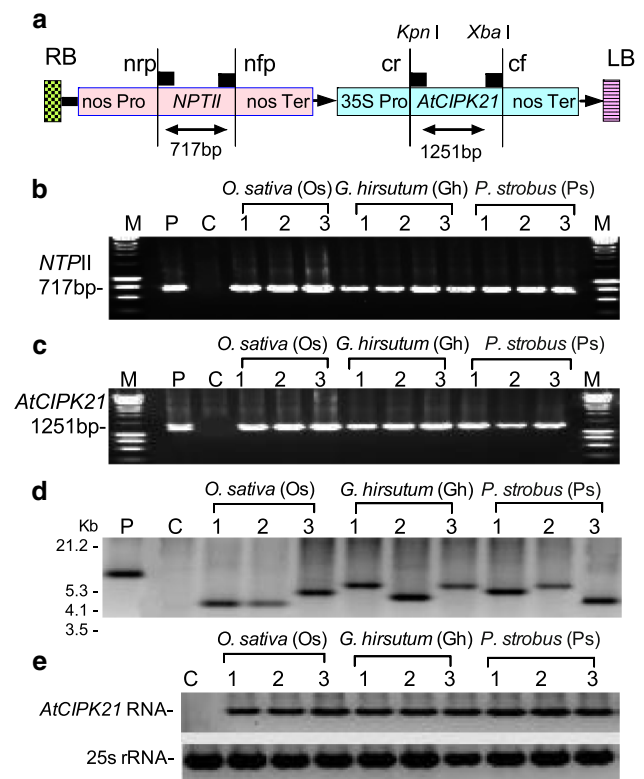 a
Kpn I Xba I
RB nrp nfp cr cf LB
nos Pro NPTII nos Ter 35S Pro AtCIPK21 nos Ter
717bp 1251bp
b
O. sativa (Os) G. hirsutum (Gh) P. strobus (Ps)
M P C 1 2 3 1 2 3 1 2 3 M
NTPII
717bp-
c
O. sativa (Os) G. hirsutum (Gh) P. strobus (Ps)
M P C 1 2 3 1 2 3 1 2 3 M
AtCIPK21
1251bp-
d
O. sativa (Os) G. hirsutum (Gh) P. strobus (Ps)
Kb P C 1 2 3 1 2 3 1 2 3
21.2 -
5.3 -
4.1 -
3.5 -
e
O. sativa (Os) G. hirsutum (Gh) P. strobus (Ps)
C 1 2 3 1 2 3 1 2 3
AtCIPK21 RNA-
25s rRNA-